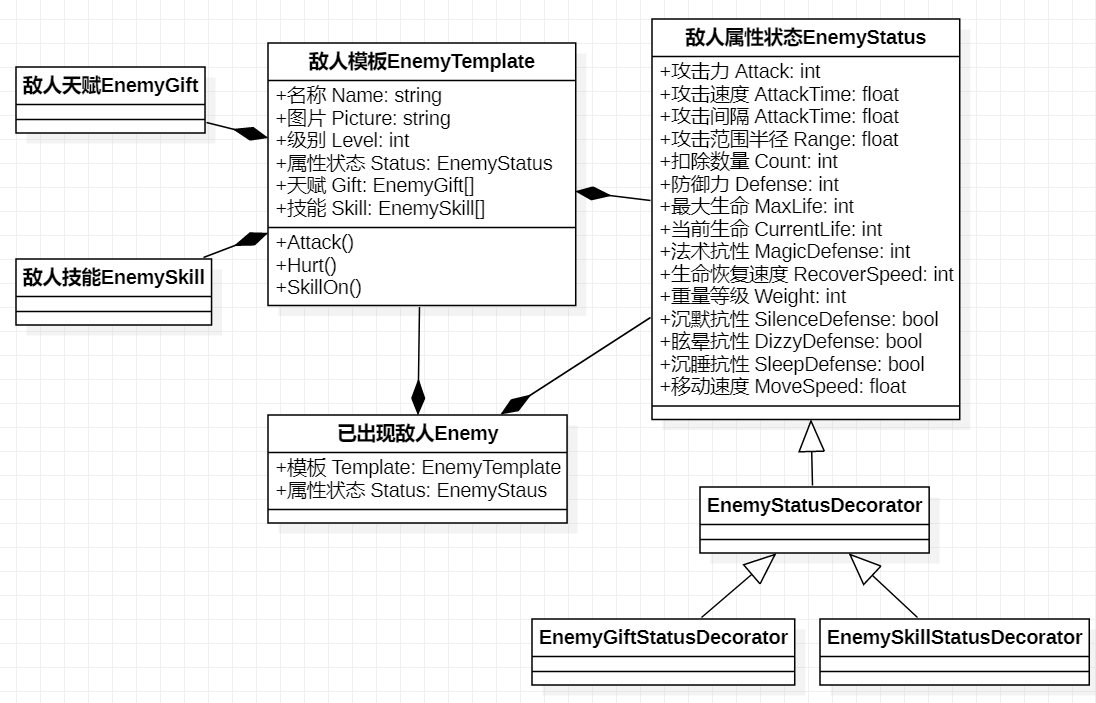 敌人天赋EnemyGift
敌人技能EnemySkill
敌人模板EnemyTemplate
+名称 Name: string
+图片 Picture: string
+级别 Level: int
+属性状态 Status: EnemyStatus
+天赋 Gift: EnemyGift[]
+技能 Skill: EnemySkill[]
+Attack()
+Hurt()
+SkillOn()
敌人属性状态EnemyStatus
+攻击力 Attack: int
+攻击速度 AttackTime: float
+攻击间隔 AttackTime: float
+攻击范围半径 Range: float
+扣除数量 Count: int
+防御力 Defense: int
+最大生命 MaxLife: int
+当前生命 CurrentLife: int
+法术抗性 MagicDefense: int
+生命恢复速度 RecoverSpeed: int
+重量等级 Weight: int
+沉默抗性 SilenceDefense: bool
+眩晕抗性 DizzyDefense: bool
+沉睡抗性 SleepDefense: bool
+移动速度 MoveSpeed: float
已出现敌人Enemy
+模板 Template: EnemyTemplate
+属性状态 Status: EnemyStaus
EnemyStatusDecorator
EnemyGiftStatusDecorator
EnemySkillStatusDecorator